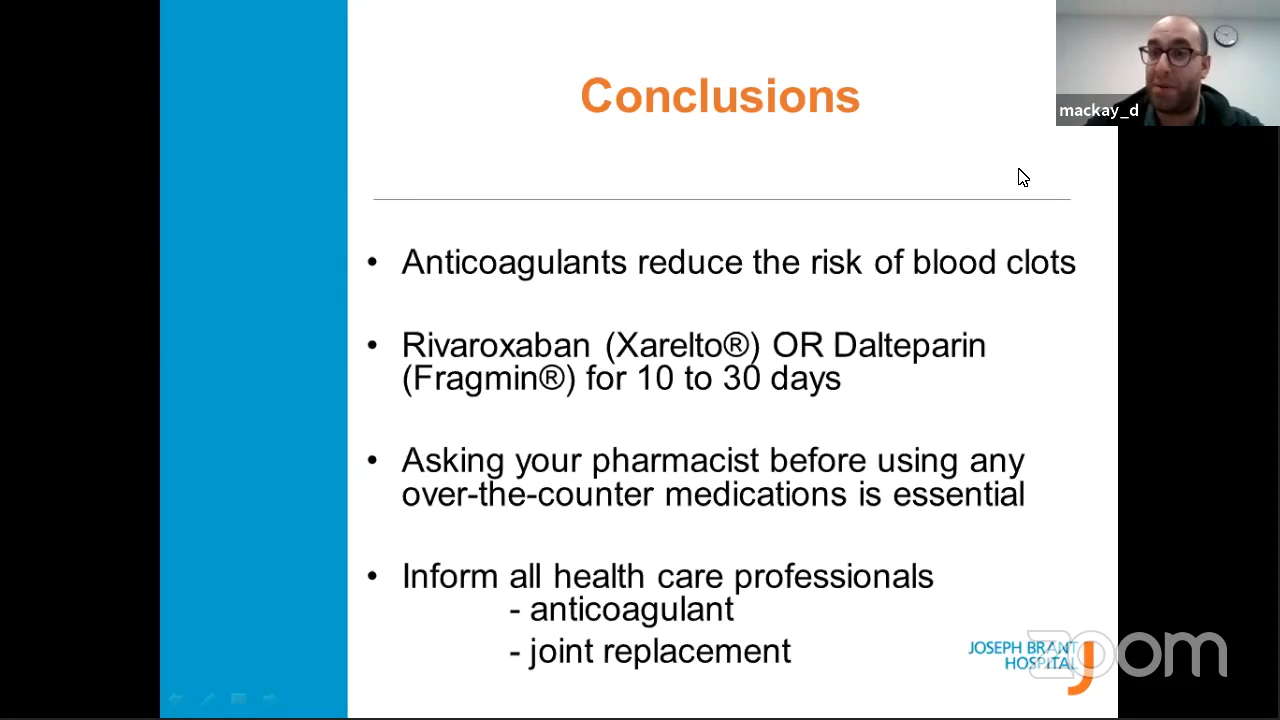 Conclusions
mackay_d
• Anticoagulants reduce the risk of blood clots
• Rivaroxaban (Xarelto®) OR Dalteparin
(Fragmin®) for 10 to 30 days
• Asking your pharmacist before using any
over-the-counter medications is essential
• Inform all health care professionals
- anticoagulant
- joint replacement
JOSEPH BRANT
HOSPITAL
zoom